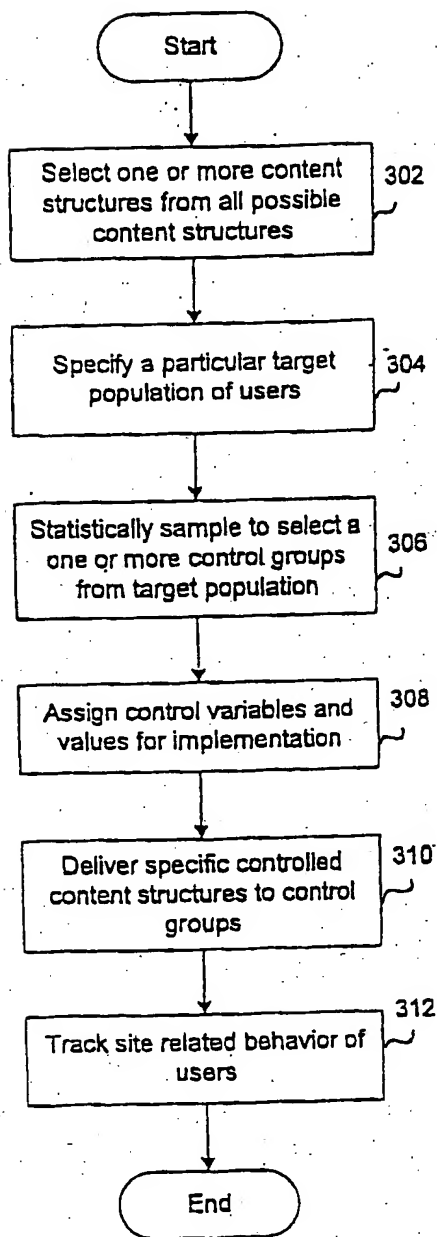 Start
Select one or more content
structures from all possible
content structures
302
Specify a particular target
population of users
304
Statistically sample to select a
one or more control groups
from target population
306
Assign control variables and
values for implementation
308
Deliver specific controlled
content structures to control
groups
310
Track site related behavior of
users
312
End